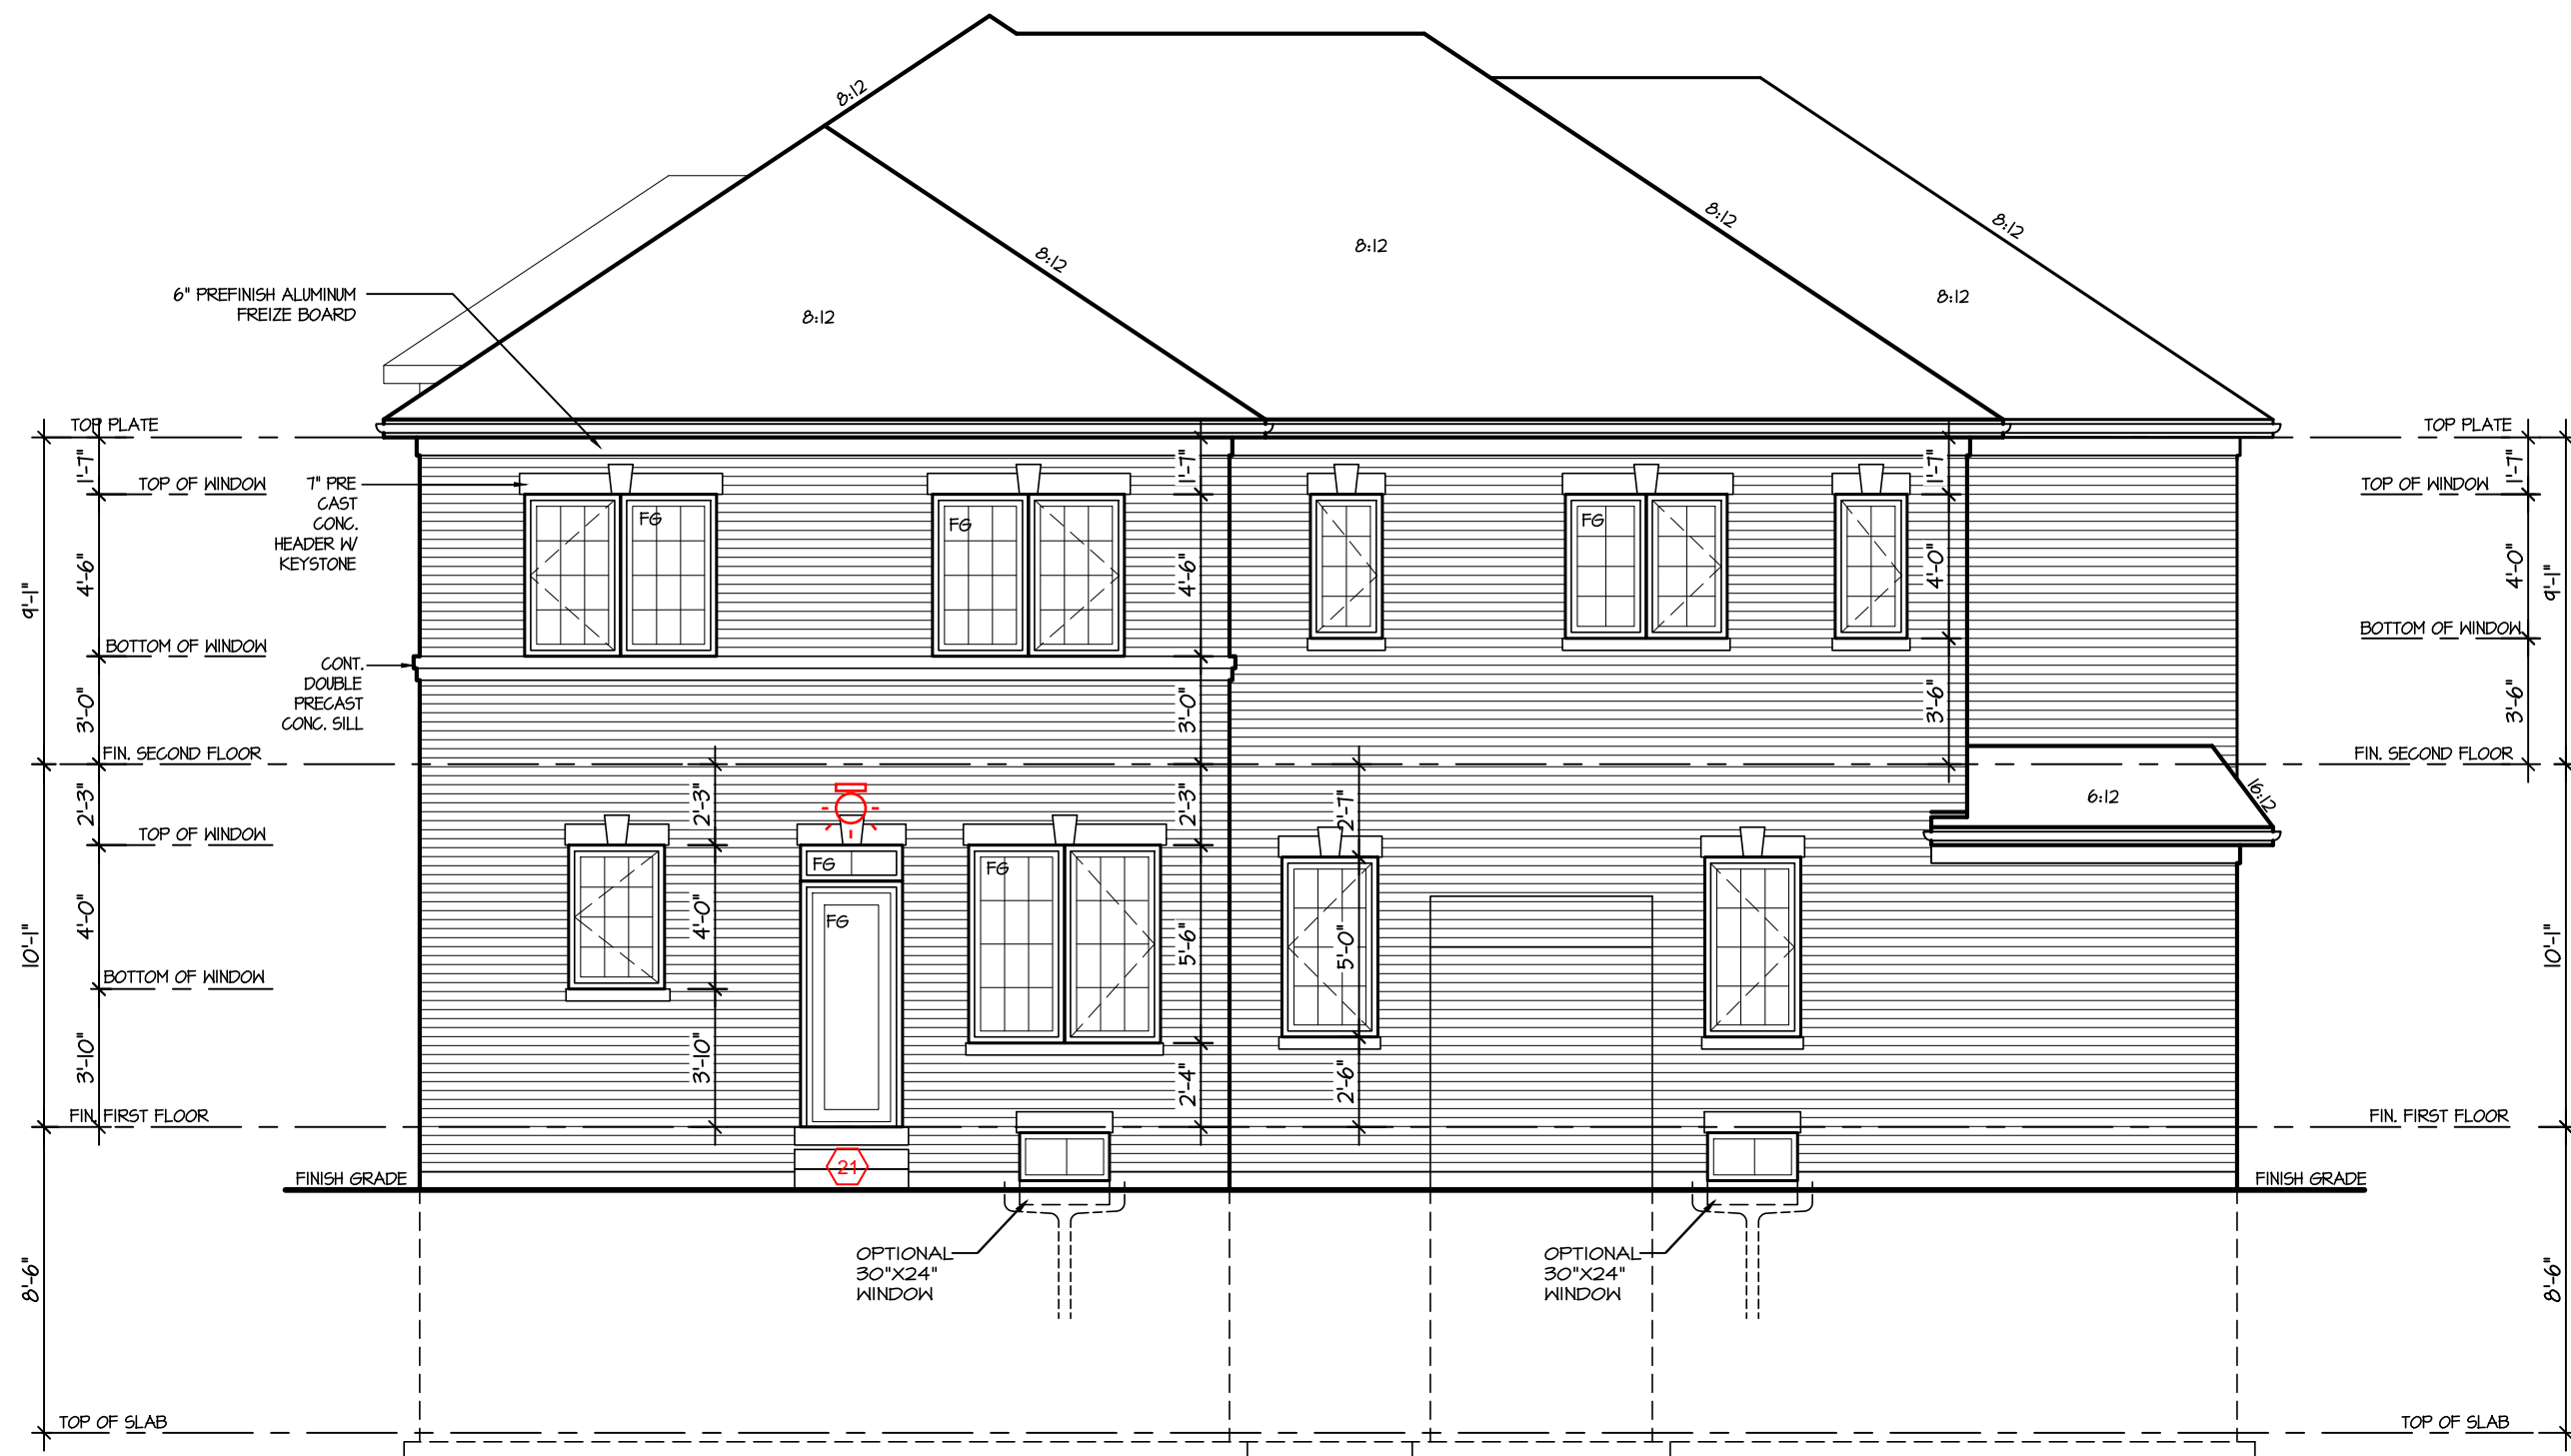 8:12
8:12
8:12
8:12
8:12
8:12
8:12
6" PREFINISH ALUMINUM
FREIZE BOARD
TOP PLATE
TOP PLATE
1'-7"
1'-7"
1'-7"
1'-7"
TOP OF WINDOW
7" PRE
CAST
CONC.
HEADER W/
KEYSTONE
TOP OF WINDOW
FG
FG
FG
9'-1"
4'-6"
4'-6"
4'-0"
4'-0"
9'-1"
BOTTOM OF WINDOW
BOTTOM OF WINDOW
CONT.
DOUBLE
PRECAST
CONC. SILL
3'-0"
3'-0"
3'-6"
3'-6"
FIN. SECOND FLOOR
FIN. SECOND FLOOR
2'-3"
2'-3"
2'-3"
2'-7"
6:12
16:12
TOP OF WINDOW
FG
FG
FG
10'-1"
4'-0"
4'-0"
5'-6"
5'-0"
10'-1"
BOTTOM OF WINDOW
3'-10"
3'-10"
2'-4"
2'-6"
FIN. FIRST FLOOR
FIN. FIRST FLOOR
21
FINISH GRADE
FINISH GRADE
8'-6"
8'-6"
OPTIONAL
30"X24"
WINDOW
OPTIONAL
30"X24"
WINDOW
TOP OF SLAB
TOP OF SLAB